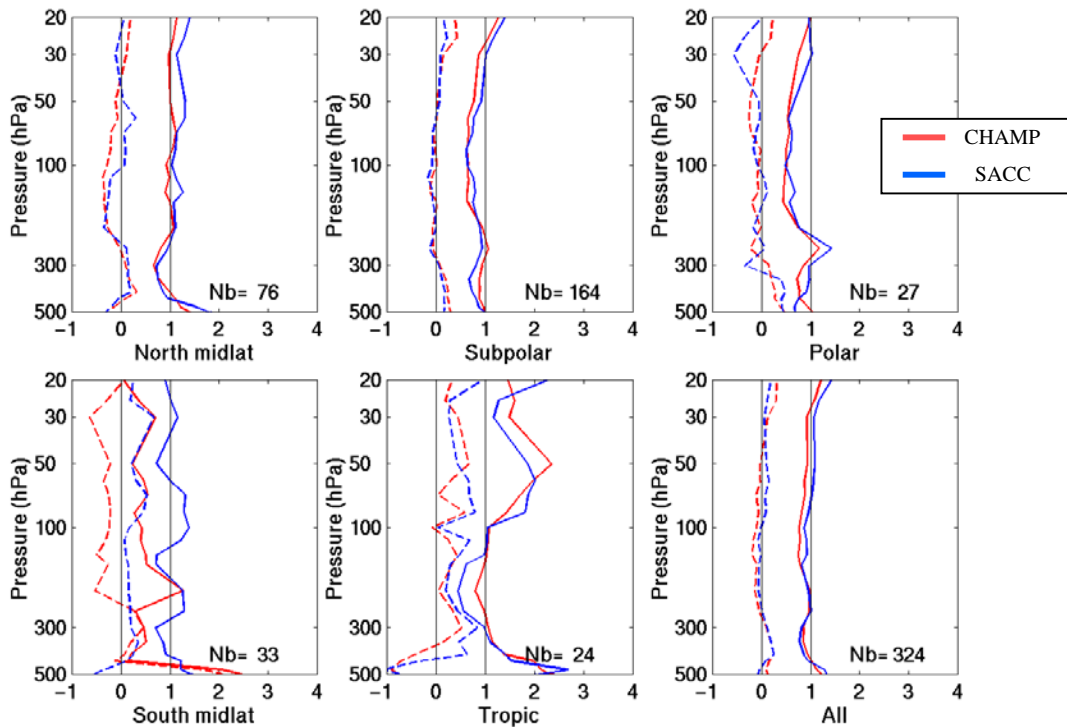 20
30
50
100
300
500
Pressure (hPa)
Nb= 76
−1 0 1 2 3 4
North midlat
20
30
50
100
300
500
Pressure (hPa)
Nb= 164
−1 0 1 2 3 4
Subpolar
20
30
50
100
300
500
Pressure (hPa)
Nb= 27
−1 0 1 2 3 4
Polar
CHAMP
SACC
20
30
50
100
300
500
Pressure (hPa)
Nb= 33
−1 0 1 2 3 4
South midlat
20
30
50
100
300
500
Pressure (hPa)
Nb= 24
−1 0 1 2 3 4
Tropic
20
30
50
100
300
500
Pressure (hPa)
Nb= 324
−1 0 1 2 3 4
All